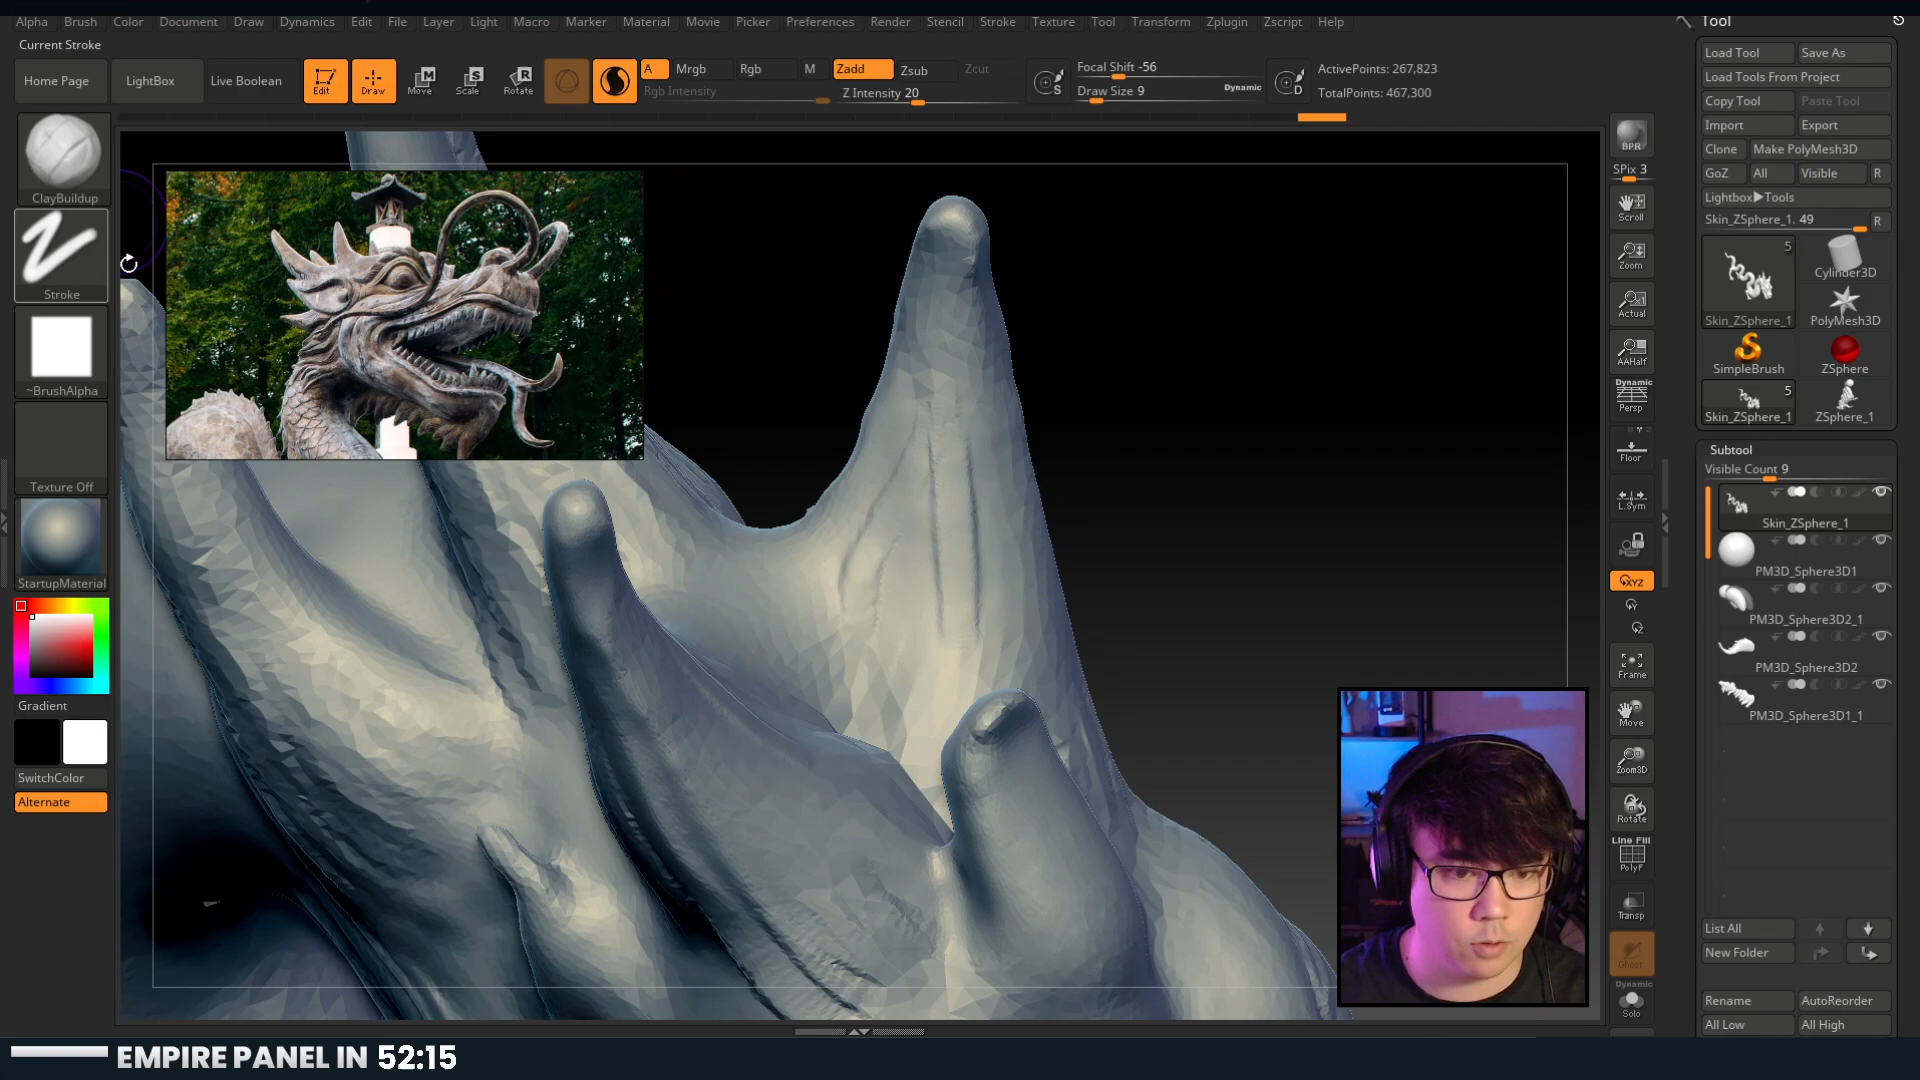 Alpha Brush Color Document Draw Dynamics Edit File Layer Light Macro Marker Material Movie Picker Preferences Render Stencil Stroke Texture Tool Transform Zplugin Zscript Help
Tool
Current Stroke
Home Page
LightBox
Live Boolean
Edit
Draw
Move
Scale
Rotate
A
Mrgb
Rgb
M
Zadd
Zsub
Zcut
Rgb Intensity
Z Intensity 20
Focal Shift -56
Draw Size 9
Dynamic
ActivePoints: 267,823
TotalPoints: 467,300
ClayBuildup
Stroke
~BrushAlpha
Texture Off
StartupMaterial
Gradient
SwitchColor
Alternate
BPR
SPix 3
Scroll
Zoom
Actual
AAHalf
Dynamic
Persp
Floor
L.Sym
XYZ
Frame
Move
Zoom3D
Rotate
Line Fill
PolyF
Transp
Ghost
Dynamic
Solo
Load Tool
Save As
Load Tools From Project
Copy Tool
Paste Tool
Import
Export
Clone
Make PolyMesh3D
GoZ
All
Visible
R
Lightbox▶Tools
Skin_ZSphere_1. 49
R
5
Skin_ZSphere_1
Cylinder3D
PolyMesh3D
SimpleBrush
ZSphere
5
Skin_ZSphere_1
ZSphere_1
Subtool
Visible Count 9
Skin_ZSphere_1
PM3D_Sphere3D1
PM3D_Sphere3D2_1
PM3D_Sphere3D2
PM3D_Sphere3D1_1
List All
New Folder
Rename
AutoReorder
All Low
All High
EMPIRE PANEL IN 52:15